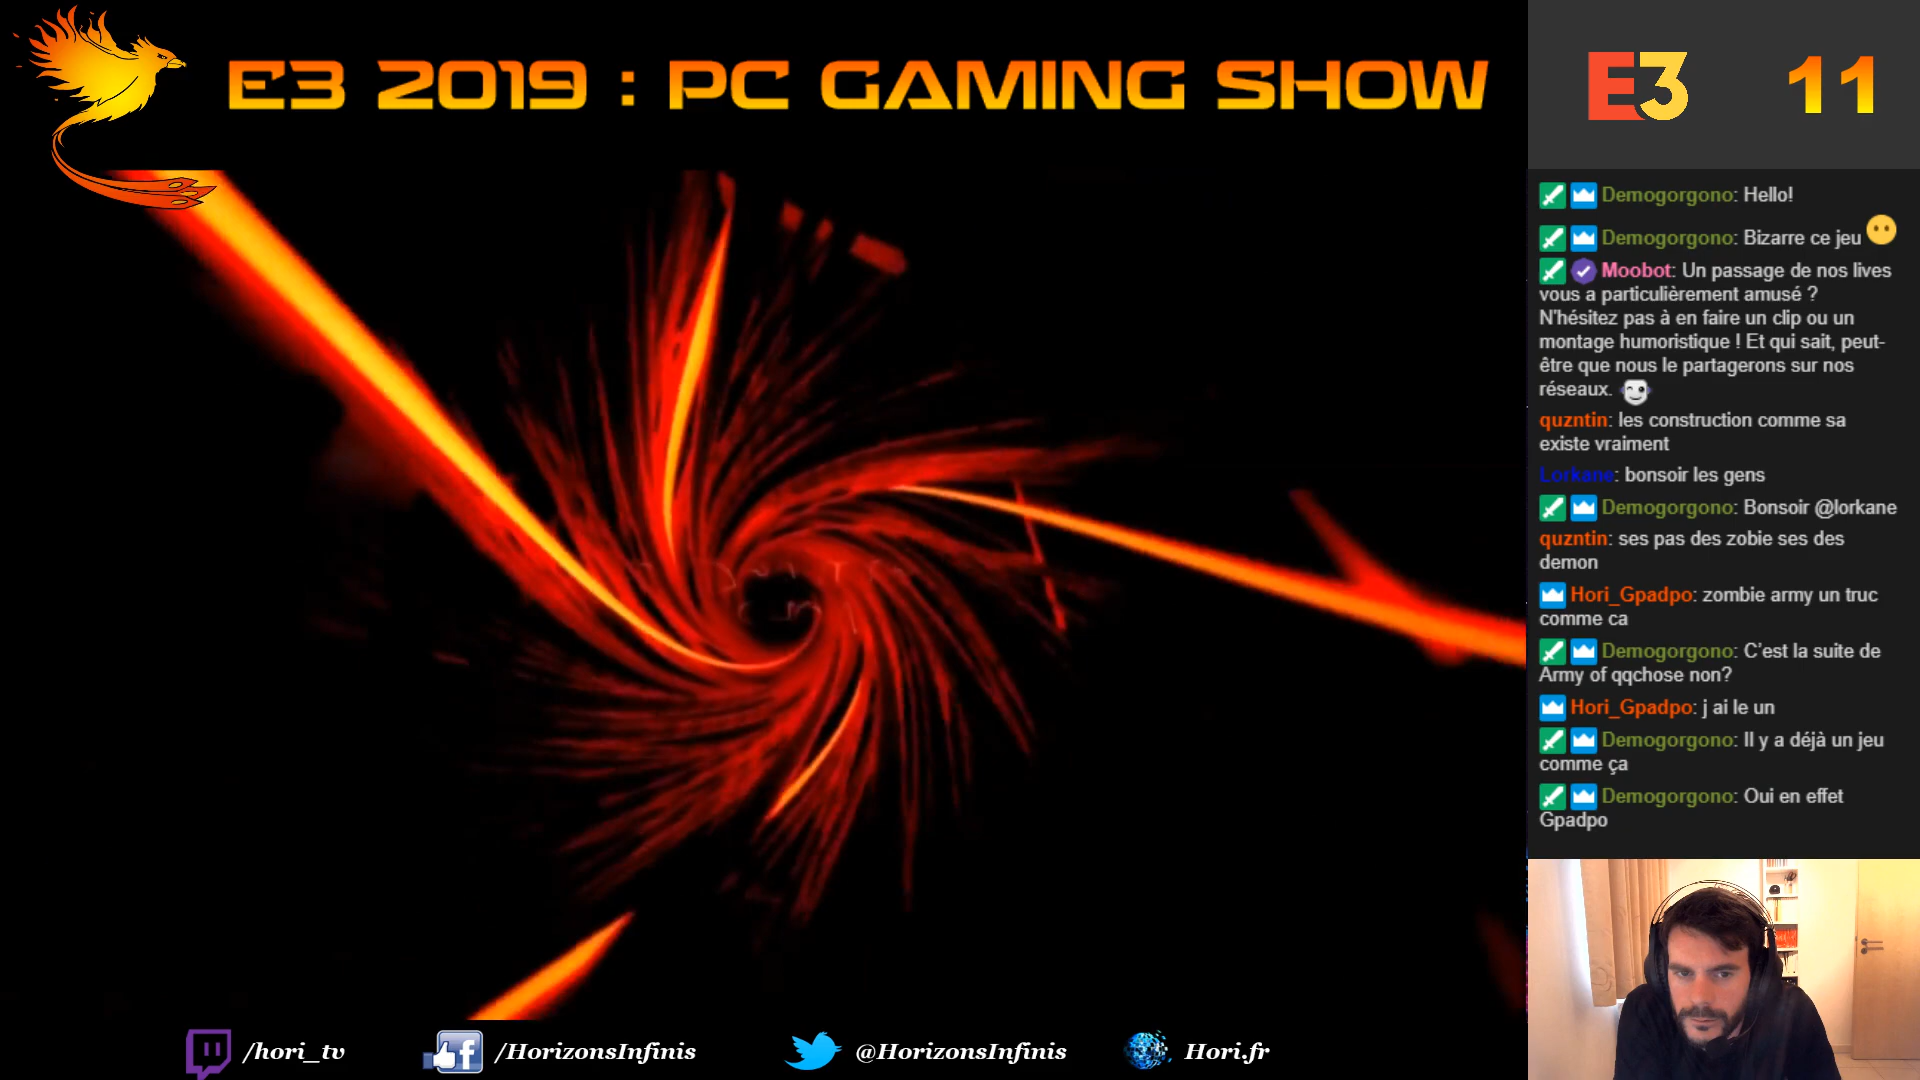 E3 2019 : PC GAMING SHOW
E3
11
Demogorgono: Hello!
Demogorgono: Bizarre ce jeu
Moobot: Un passage de nos lives
vous a particulièrement amusé ?
N'hésitez pas à en faire un clip ou un
montage humoristique ! Et qui sait, peut-
être que nous le partagerons sur nos
réseaux.
quzntin: les construction comme sa
existe vraiment
Lorkane: bonsoir les gens
Demogorgono: Bonsoir @lorkane
quzntin: ses pas des zobie ses des
demon
Hori_Gpadpo: zombie army un truc
comme ca
Demogorgono: C'est la suite de
Army of qqchose non?
Hori_Gpadpo: j ai le un
Demogorgono: Il y a déjà un jeu
comme ça
Demogorgono: Oui en effet
Gpadpo
/hori_tv
/HorizonsInfinis
@HorizonsInfinis
Hori.fr